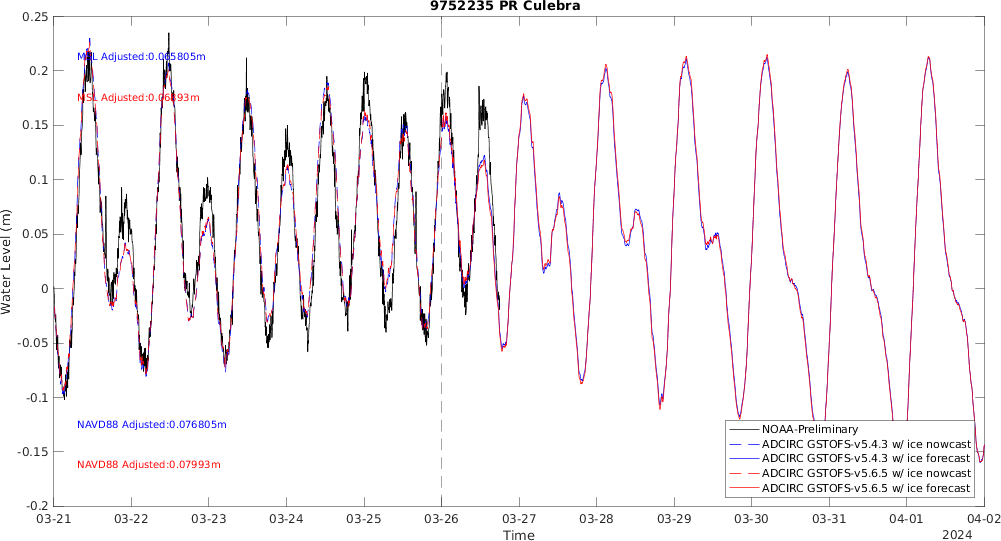 9752235 PR Culebra
0.25
0.2
0.15
0.1
0.05
0
-0.05
-0.1
-0.15
-0.2
Water Level (m)
MSL Adjusted:0.065805m
MSL Adjusted:0.06893m
NAVD88 Adjusted:0.076805m
NAVD88 Adjusted:0.07993m
NOAA-Preliminary
ADCIRC GSTOFS-v5.4.3 w/ ice nowcast
ADCIRC GSTOFS-v5.4.3 w/ ice forecast
ADCIRC GSTOFS-v5.6.5 w/ ice nowcast
ADCIRC GSTOFS-v5.6.5 w/ ice forecast
03-21 03-22 03-23 03-24 03-25 03-26 03-27 03-28 03-29 03-30 03-31 04-01 04-02
Time
2024